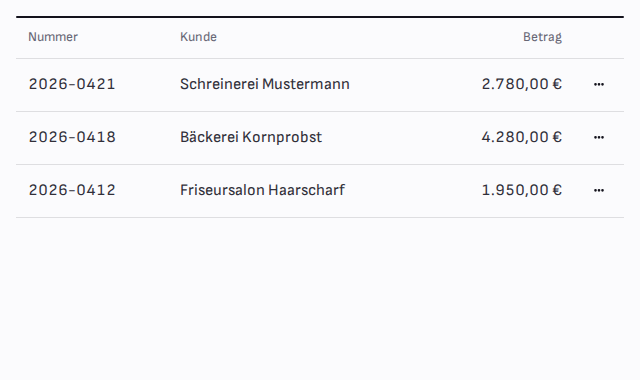 Nummer Kunde Betrag
2026-0421 Schreinerei Mustermann 2.780,00 € ···
2026-0418 Bäckerei Kornprobst 4.280,00 € ···
2026-0412 Friseursalon Haarscharf 1.950,00 € ···